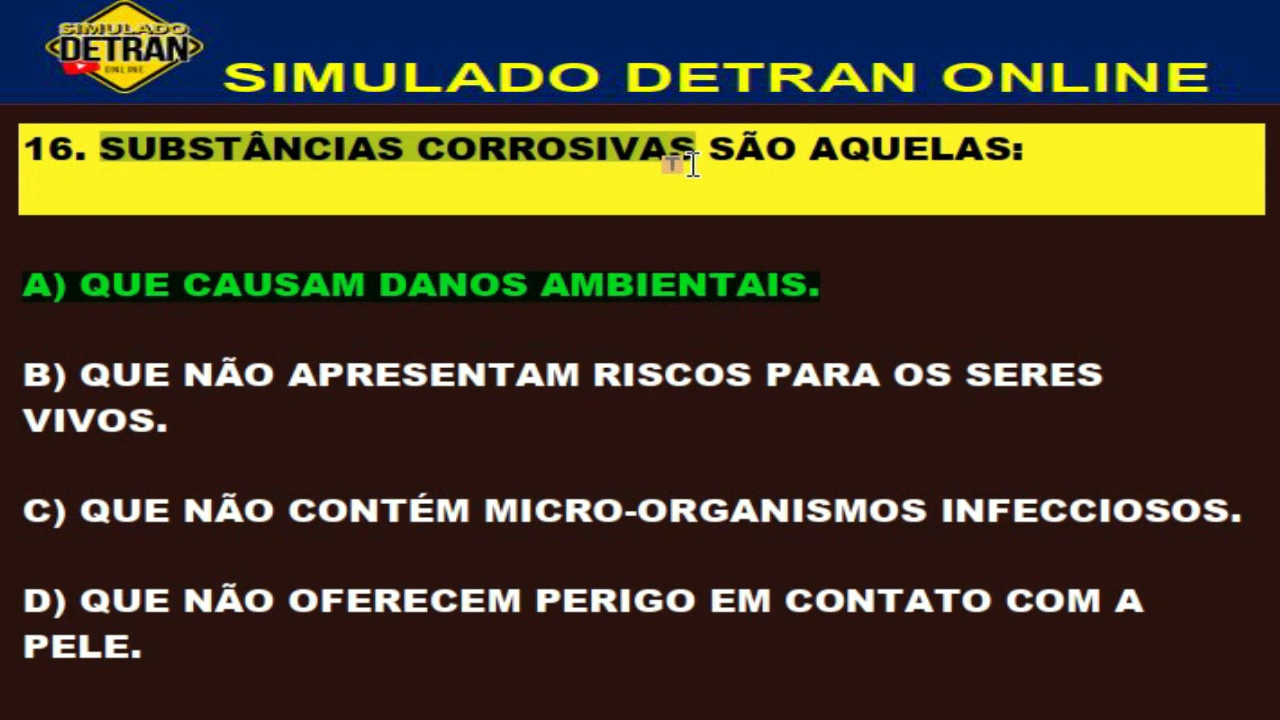 SIMULADO
DETRAN
ONLINE
SIMULADO DETRAN ONLINE
16. SUBSTÂNCIAS CORROSIVAS SÃO AQUELAS:
T
A) QUE CAUSAM DANOS AMBIENTAIS.
B) QUE NÃO APRESENTAM RISCOS PARA OS SERES
VIVOS.
C) QUE NÃO CONTÉM MICRO-ORGANISMOS INFECCIOSOS.
D) QUE NÃO OFERECEM PERIGO EM CONTATO COM A
PELE.